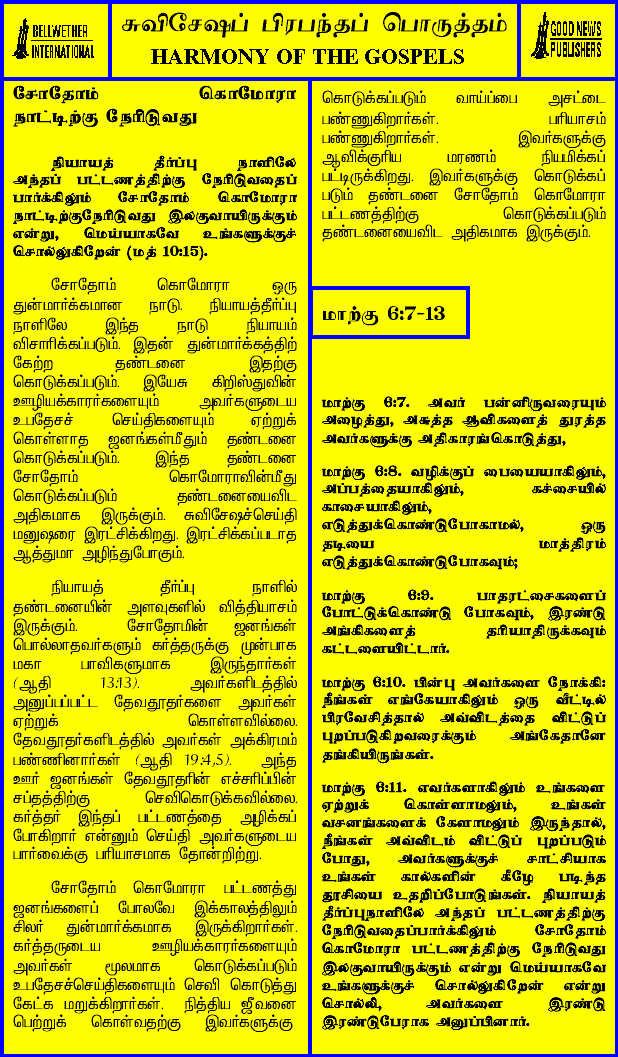 BELLWETHER
INTERNATIONAL
சுவிசேஷப் பிரபந்தப் பொருத்தம்
HARMONY OF THE GOSPELS
GOOD NEWS
PUBLISHERS
சோதோம் கொமோரா
நாட்டிற்கு நேரிடுவது
நியாயத் தீர்ப்பு நாளிலே
அந்தப் பட்டணத்திற்கு நேரிடுவதைப்
பார்க்கிலும் சோதோம் கொமோரா
நாட்டிற்குநேரிடுவது இலகுவாயிருக்கும்
என்று, மெய்யாகவே உங்களுக்குச்
சொல்லுகிறேன் (மத் 10:15).
சோதோம் கொமோரா ஒரு
துன்மார்க்கமான நாடு. நியாயத்தீர்ப்பு
நாளிலே இந்த நாடு நியாயம்
விசாரிக்கப்படும். இதன் துன்மார்க்கத்திற்
கேற்ற தண்டனை இதற்கு
கொடுக்கப்படும். இயேசு கிறிஸ்துவின்
ஊழியக்காரர்களையும் அவர்களுடைய
உபதேசச் செய்திகளையும் ஏற்றுக்
கொள்ளாத ஜனங்கள்மீதும் தண்டனை
கொடுக்கப்படும். இந்த தண்டனை
சோதோம் கொமோராவின்மீது
கொடுக்கப்படும் தண்டனையைவிட
அதிகமாக இருக்கும். சுவிசேஷச்செய்தி
மனுஷரை இரட்சிக்கிறது. இரட்சிக்கப்படாத
ஆத்துமா அழிந்துபோகும்.
நியாயத் தீர்ப்பு நாளில்
தண்டனையின் அளவுகளில் வித்தியாசம்
இருக்கும். சோதோமின் ஜனங்கள்
பொல்லாதவர்களும் கர்த்தருக்கு முன்பாக
மகா பாவிகளுமாக இருந்தார்கள்
(ஆதி 13:13). அவர்களிடத்தில்
அனுப்பப்பட்ட தேவதூதர்களை அவர்கள்
ஏற்றுக் கொள்ளவில்லை.
தேவதூதர்களிடத்தில் அவர்கள் அக்கிரமம்
பண்ணினார்கள் (ஆதி 19:4,5). அந்த
ஊர் ஜனங்கள் தேவதூதரின் எச்சரிப்பின்
சப்தத்திற்கு செவிகொடுக்கவில்லை.
கர்த்தர் இந்தப் பட்டணத்தை அழிக்கப்
போகிறார் என்னும் செய்தி அவர்களுடைய
பார்வைக்கு பரியாசமாக தோன்றிற்று.
சோதோம் கொமோரா பட்டணத்து
ஜனங்களைப் போலவே இக்காலத்திலும்
சிலர் துன்மார்க்கமாக இருக்கிறார்கள்.
கர்த்தருடைய ஊழியக்காரர்களையும்
அவர்கள் மூலமாக கொடுக்கப்படும்
உபதேசச்செய்திகளையும் செவி கொடுத்து
கேட்க மறுக்கிறார்கள். நித்திய ஜீவனை
பெற்றுக் கொள்வதற்கு இவர்களுக்கு
கொடுக்கப்படும் வாய்ப்பை அசட்டை
பண்ணுகிறார்கள். பரியாசம்
பண்ணுகிறார்கள். இவர்களுக்கு
ஆவிக்குரிய மரணம் நியமிக்கப்
பட்டிருக்கிறது. இவர்களுக்கு கொடுக்கப்
படும் தண்டனை சோதோம் கொமோரா
பட்டணத்திற்கு கொடுக்கப்படும்
தண்டனையைவிட அதிகமாக இருக்கும்.
மாற்கு 6:7-13
மாற்கு 6:7. அவர் பன்னிருவரையும்
அழைத்து, அசுத்த ஆவிகளைத் துரத்த
அவர்களுக்கு அதிகாரங்கொடுத்து,
மாற்கு 6:8. வழிக்குப் பையையாகிலும்,
அப்பத்தையாகிலும், கச்சையில்
காசையாகிலும்,
எடுத்துக்கொண்டுபோகாமல், ஒரு
தடியை மாத்திரம்
எடுத்துக்கொண்டுபோகவும்;
மாற்கு 6:9. பாதரட்சைகளைப்
போட்டுக்கொண்டு போகவும், இரண்டு
அங்கிகளைத் தரியாதிருக்கவும்
கட்டளையிட்டார்.
மாற்கு 6:10. பின்பு அவர்களை நோக்கி:
நீங்கள் எங்கேயாகிலும் ஒரு வீட்டில்
பிரவேசித்தால் அவ்விடத்தை விட்டுப்
புறப்படுகிறவரைக்கும் அங்கேதானே
தங்கியிருங்கள்.
மாற்கு 6:11. எவர்களாகிலும் உங்களை
ஏற்றுக் கொள்ளாமலும், உங்கள்
வசனங்களைக் கேளாமலும் இருந்தால்,
நீங்கள் அவ்விடம் விட்டுப் புறப்படும்
போது, அவர்களுக்குச் சாட்சியாக
உங்கள் கால்களின் கீழே படிந்த
தூசியை உதறிப்போடுங்கள். நியாயத்
தீர்ப்புநாளிலே அந்தப் பட்டணத்திற்கு
நேரிடுவதைப்பார்க்கிலும் சோதோம்
கொமோரா பட்டணத்திற்கு நேரிடுவது
இலகுவாயிருக்கும் என்று மெய்யாகவே
உங்களுக்குச் சொல்லுகிறேன் என்று
சொல்லி, அவர்களை இரண்டு
இரண்டுபேராக அனுப்பினார்.